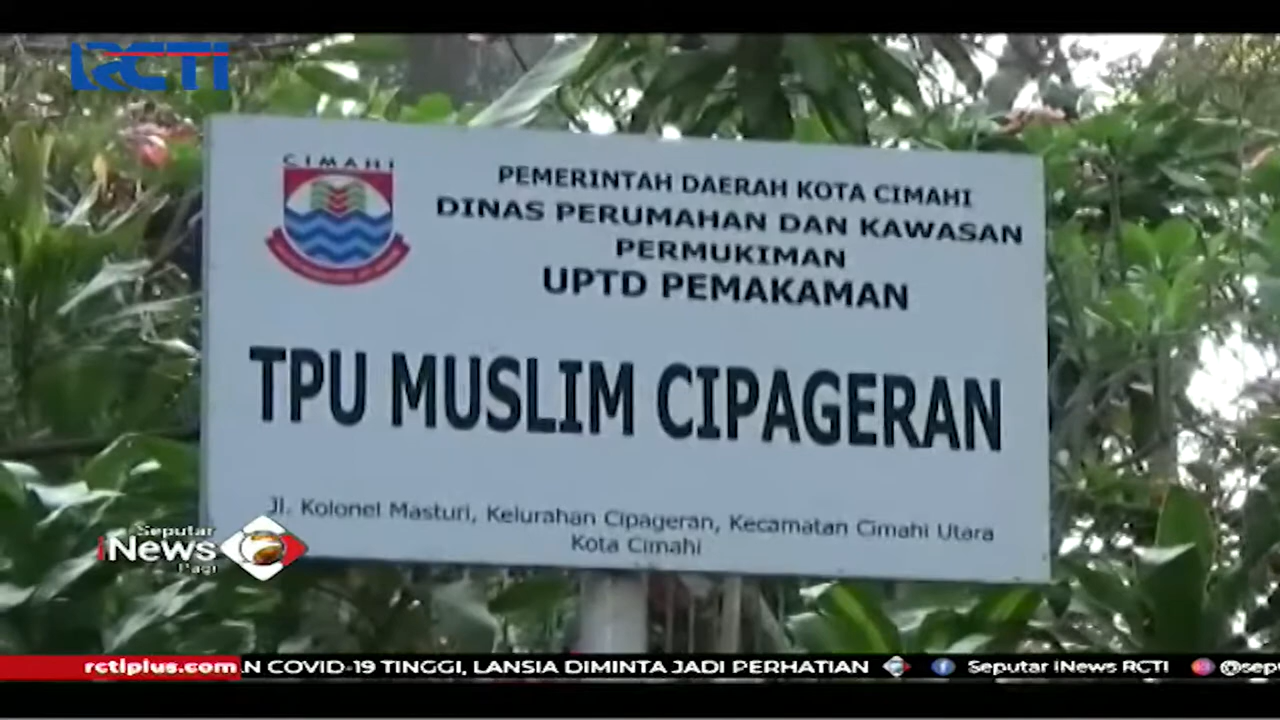 RCTI
CIMAHI
PEMERINTAH DAERAH KOTA CIMAHI
DINAS PERUMAHAN DAN KAWASAN
PERMUKIMAN
UPTD PEMAKAMAN
TPU MUSLIM CIPAGERAN
Jl. Kolonel Masturi, Kelurahan Cipageran, Kecamatan Cimahi Utara
Kota Cimahi
Seputar
iNews
Pagi
rctiplus.com AN COVID-19 TINGGI, LANSIA DIMINTA JADI PERHATIAN Seputar iNews RCTI @sepu